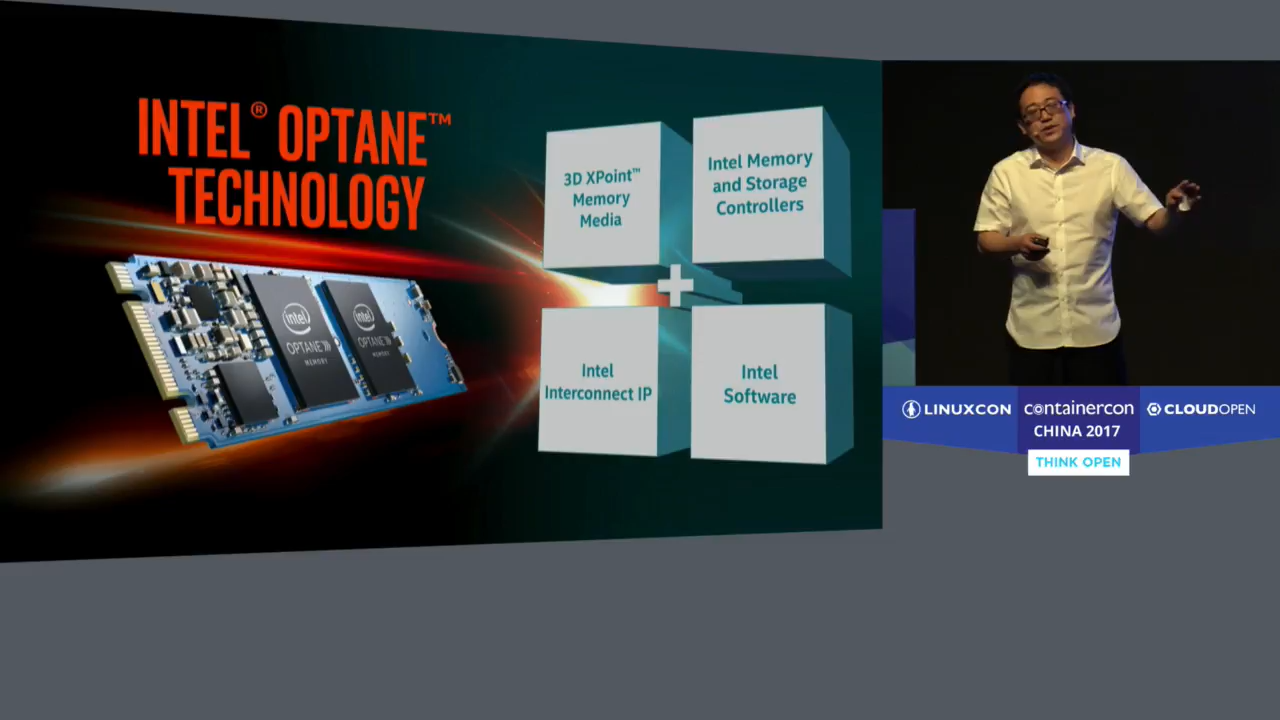 INTEL® OPTANE™
TECHNOLOGY
intel
OPTANE
MEMORY
intel
OPTANE
MEMORY
3D XPoint™
Memory
Media
Intel Memory
and Storage
Controllers
+
Intel
Interconnect IP
Intel
Software
LINUXCON
containercon
CLOUDOPEN
CHINA 2017
THINK OPEN